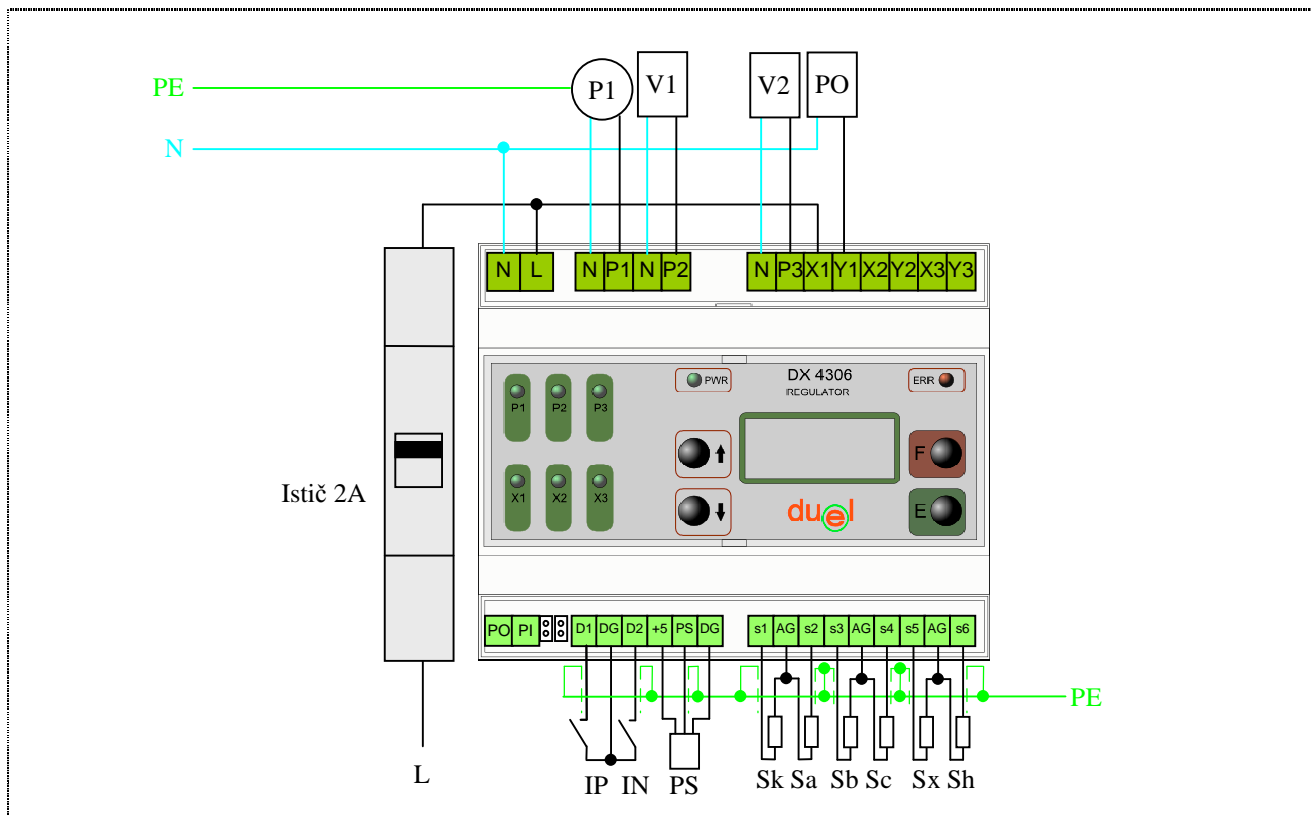 V1 V2 PO
PE P1
N
N L N P1 N P2 N P3 X1 Y1 X2 Y2 X3 Y3
PWR DX 4306 ERR
REGULATOR
P1 P2 P3
F
Istič 2A X1 X2 X3
duel E
PO PI D1 DG D2 +5 PS DG s1 AG s2 s3 AG s4 s5 AG s6
PE
L IP IN PS Sk Sa Sb Sc Sx Sh